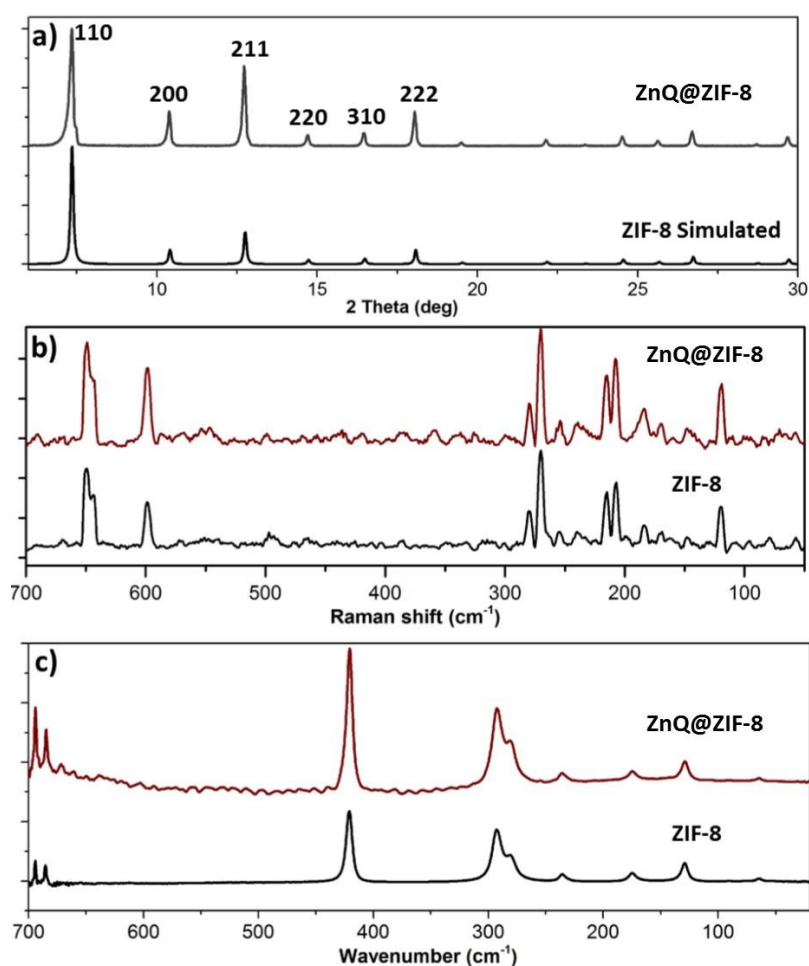 a)
110
200
211
220
310
222
ZnQ@ZIF-8
ZIF-8 Simulated
10
15
20
25
30
2 Theta (deg)
b)
ZnQ@ZIF-8
ZIF-8
700
600
500
400
300
200
100
Raman shift (cm⁻¹)
c)
ZnQ@ZIF-8
ZIF-8
700
600
500
400
300
200
100
Wavenumber (cm⁻¹)